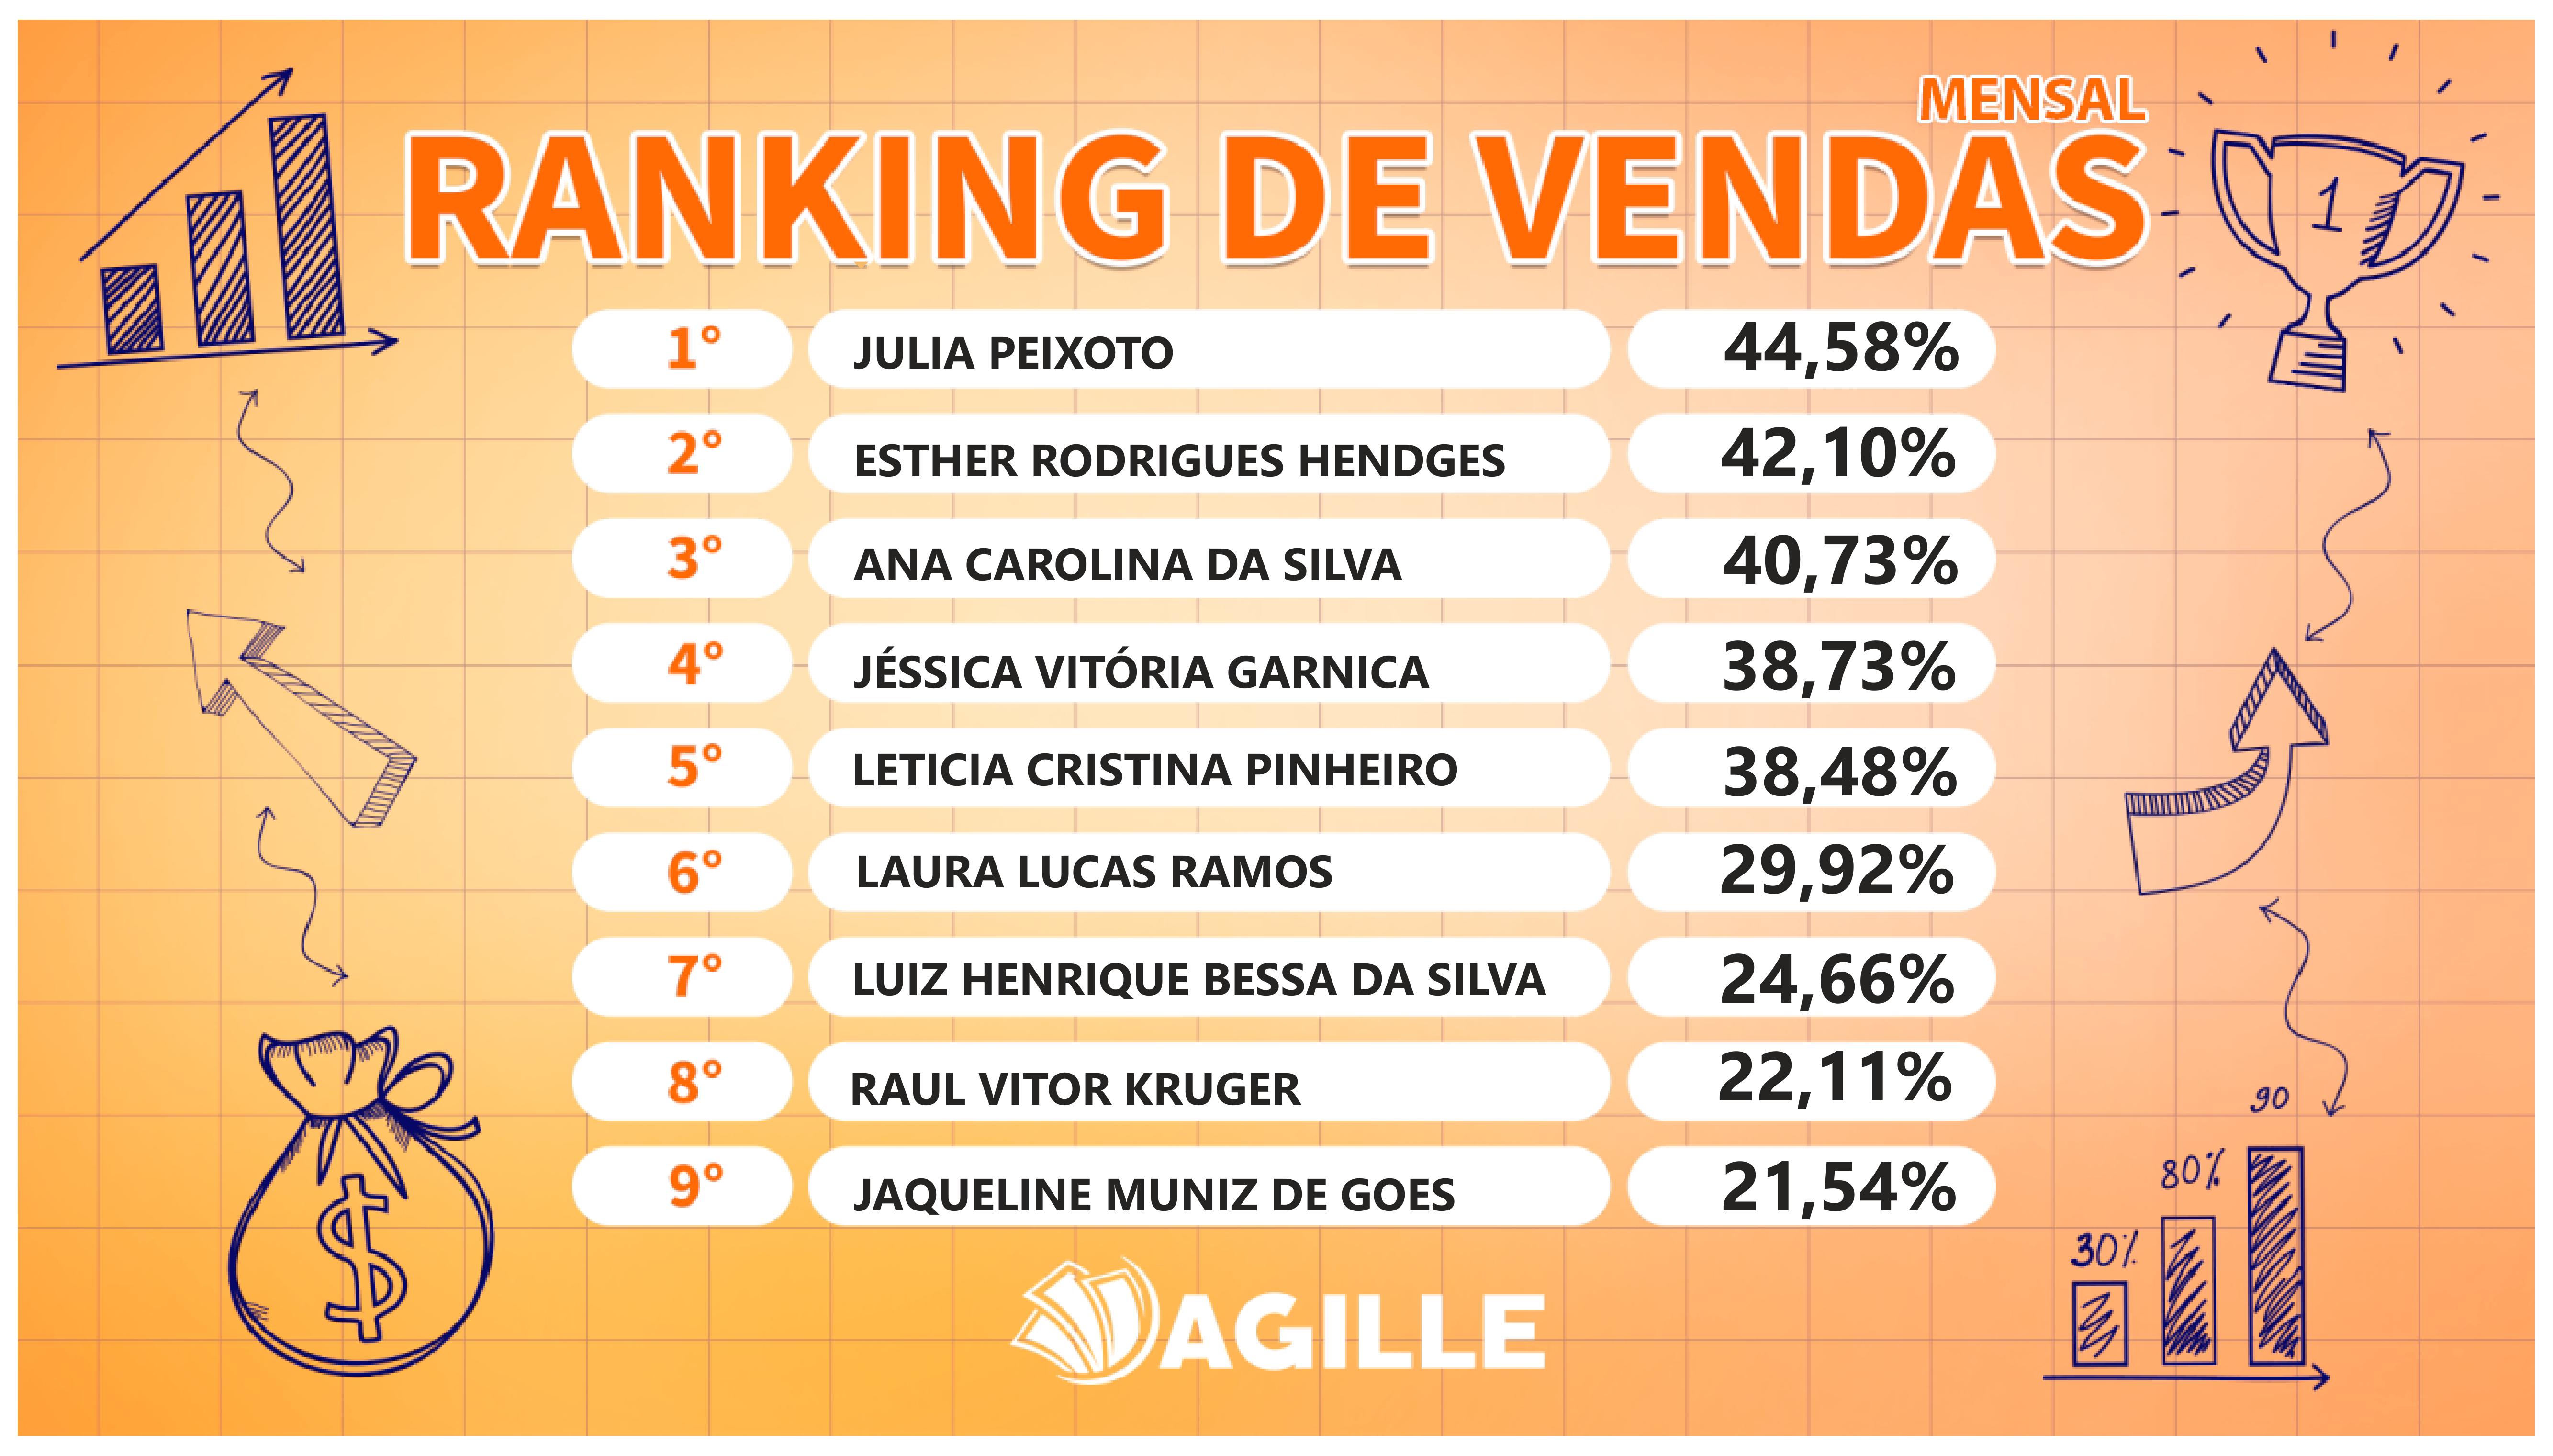 MENSAL
RANKING DE VENDAS
1° JULIA PEIXOTO 44,58%
2° ESTHER RODRIGUES HENDGES 42,10%
3° ANA CAROLINA DA SILVA 40,73%
4° JÉSSICA VITÓRIA GARNICA 38,73%
5° LETICIA CRISTINA PINHEIRO 38,48%
6° LAURA LUCAS RAMOS 29,92%
7° LUIZ HENRIQUE BESSA DA SILVA 24,66%
8° RAUL VITOR KRUGER 22,11%
9° JAQUELINE MUNIZ DE GOES 21,54%
AGILLE
1
$
90
80%
30%